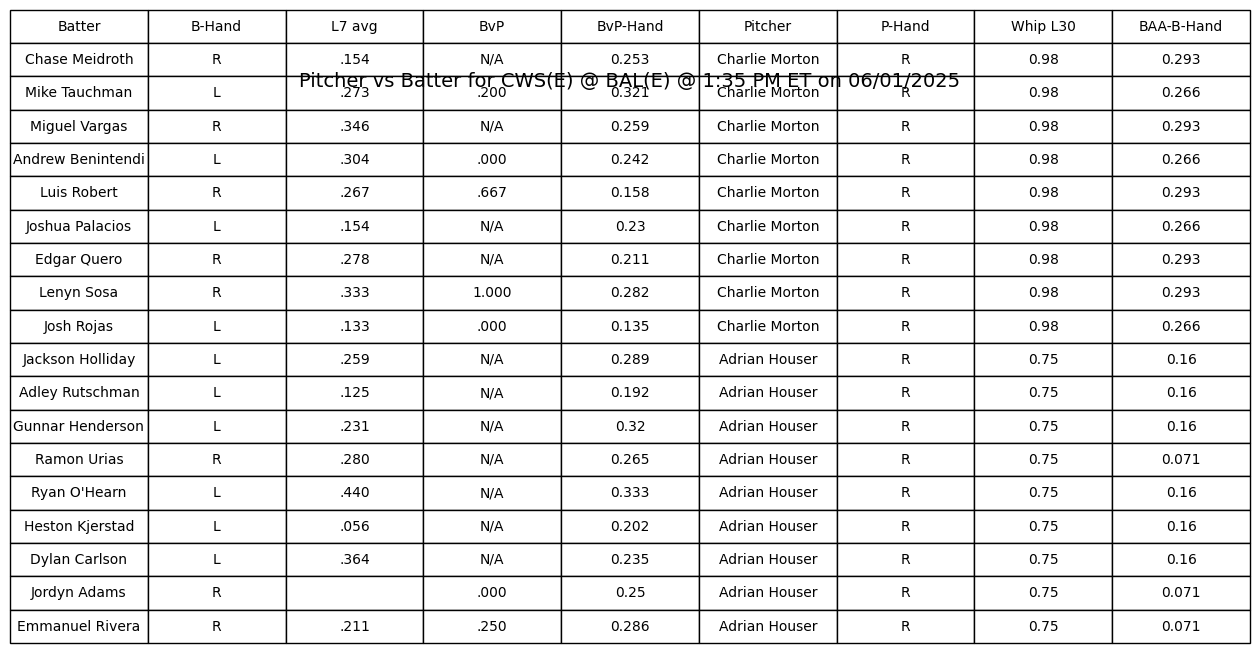 Batter B-Hand L7 avg BvP BvP-Hand Pitcher P-Hand Whip L30 BAA-B-Hand
Chase Meidroth R .154 N/A 0.253 Charlie Morton R 0.98 0.293
Pitcher vs Batter for CWS(E) @ BAL(E) @ 1:35 PM ET on 06/01/2025
Mike Tauchman L .273 .200 0.321 Charlie Morton R 0.98 0.266
Miguel Vargas R .346 N/A 0.259 Charlie Morton R 0.98 0.293
Andrew Benintendi L .304 .000 0.242 Charlie Morton R 0.98 0.266
Luis Robert R .267 .667 0.158 Charlie Morton R 0.98 0.293
Joshua Palacios L .154 N/A 0.23 Charlie Morton R 0.98 0.266
Edgar Quero R .278 N/A 0.211 Charlie Morton R 0.98 0.293
Lenyn Sosa R .333 1.000 0.282 Charlie Morton R 0.98 0.293
Josh Rojas L .133 .000 0.135 Charlie Morton R 0.98 0.266
Jackson Holliday L .259 N/A 0.289 Adrian Houser R 0.75 0.16
Adley Rutschman L .125 N/A 0.192 Adrian Houser R 0.75 0.16
Gunnar Henderson L .231 N/A 0.32 Adrian Houser R 0.75 0.16
Ramon Urias R .280 N/A 0.265 Adrian Houser R 0.75 0.071
Ryan O'Hearn L .440 N/A 0.333 Adrian Houser R 0.75 0.16
Heston Kjerstad L .056 N/A 0.202 Adrian Houser R 0.75 0.16
Dylan Carlson L .364 N/A 0.235 Adrian Houser R 0.75 0.16
Jordyn Adams R .000 0.25 Adrian Houser R 0.75 0.071
Emmanuel Rivera R .211 .250 0.286 Adrian Houser R 0.75 0.071